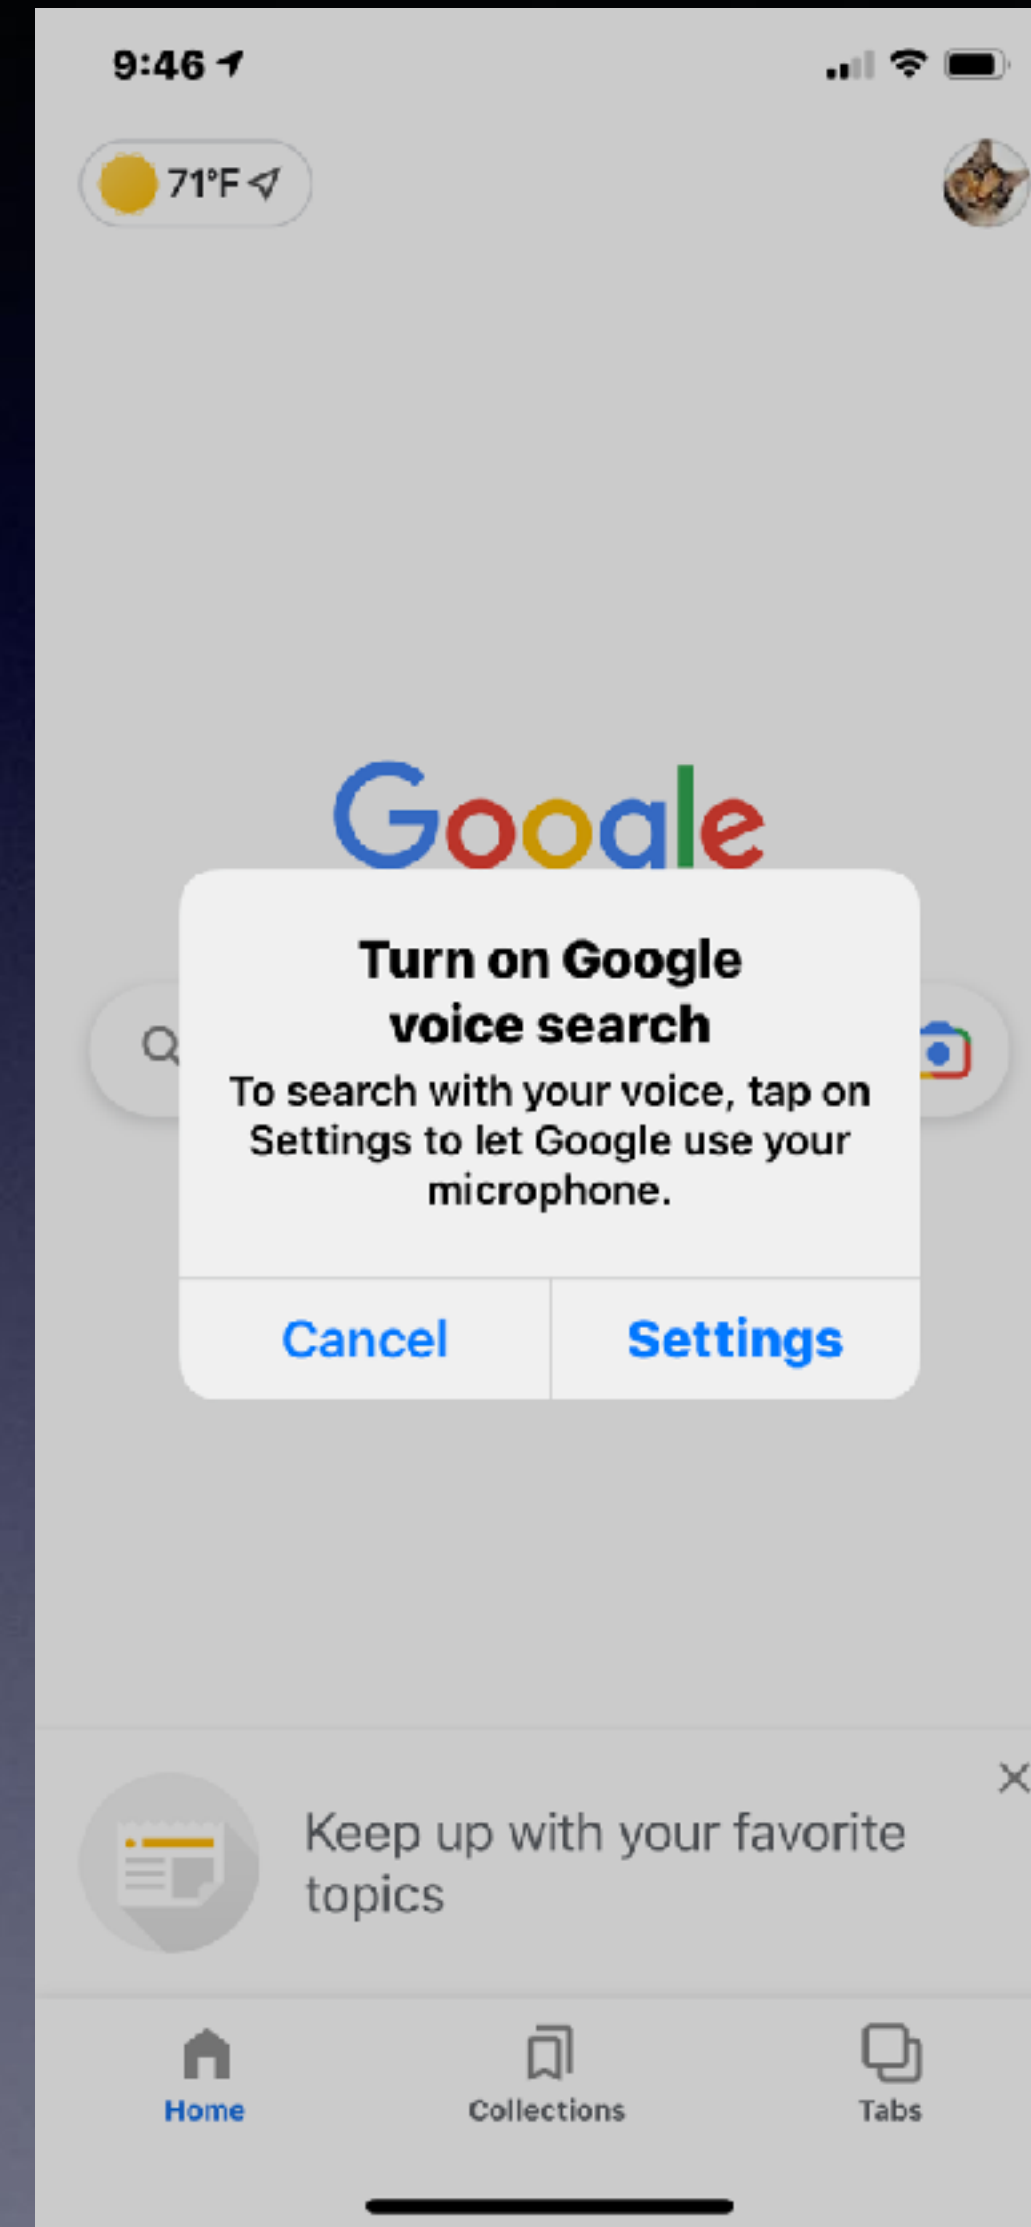 9:46
71°F
Google
Turn on Google
voice search
To search with your voice, tap on
Settings to let Google use your
microphone.
Cancel
Settings
Keep up with your favorite
topics
Home
Collections
Tabs